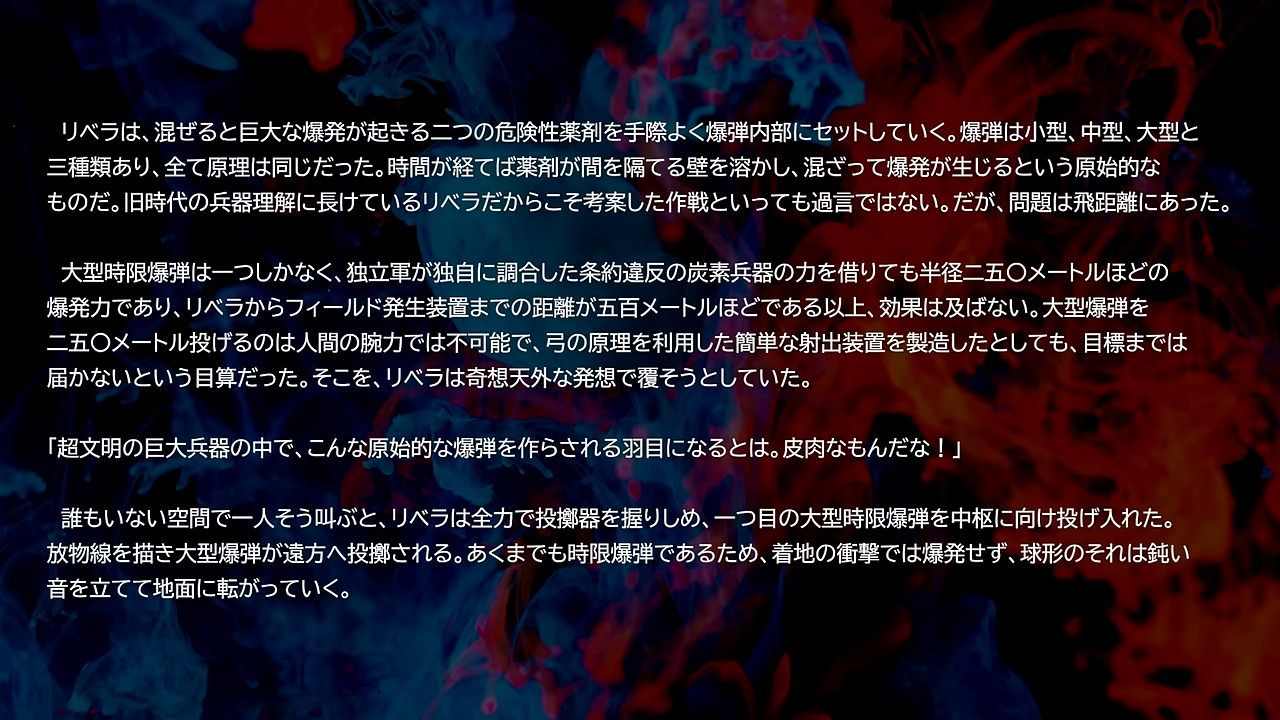 リベラは、混ぜると巨大な爆発が起きる二つの危険性薬剤を手際よく爆弾内部にセットしていく。爆弾は小型、中型、大型と
三種類あり、全て原理は同じだった。時間が経てば薬剤が間を隔てる壁を溶かし、混ざって爆発が生じるという原始的な
ものだ。旧時代の兵器理解に長けているリベラだからこそ考案した作戦といっても過言ではない。だが、問題は飛距離にあった。
大型時限爆弾は一つしかなく、独立軍が独自に調合した条約違反の炭素兵器の力を借りても半径二五〇メートルほどの
爆発力であり、リベラからフィールド発生装置までの距離が五百メートルほどである以上、効果は及ばない。大型爆弾を
二五〇メートル投げるのは人間の腕力では不可能で、弓の原理を利用した簡単な射出装置を製造したとしても、目標までは
届かないという目算だった。そこを、リベラは奇想天外な発想で覆そうとしていた。
「超文明の巨大兵器の中で、こんな原始的な爆弾を作らされる羽目になるとは。皮肉なもんだな！」
誰もいない空間で一人そう叫ぶと、リベラは全力で投擲器を握りしめ、一つ目の大型時限爆弾を中枢に向け投げ入れた。
放物線を描き大型爆弾が遠方へ投擲される。あくまでも時限爆弾であるため、着地の衝撃では爆発せず、球形のそれは鈍い
音を立てて地面に転がっていく。